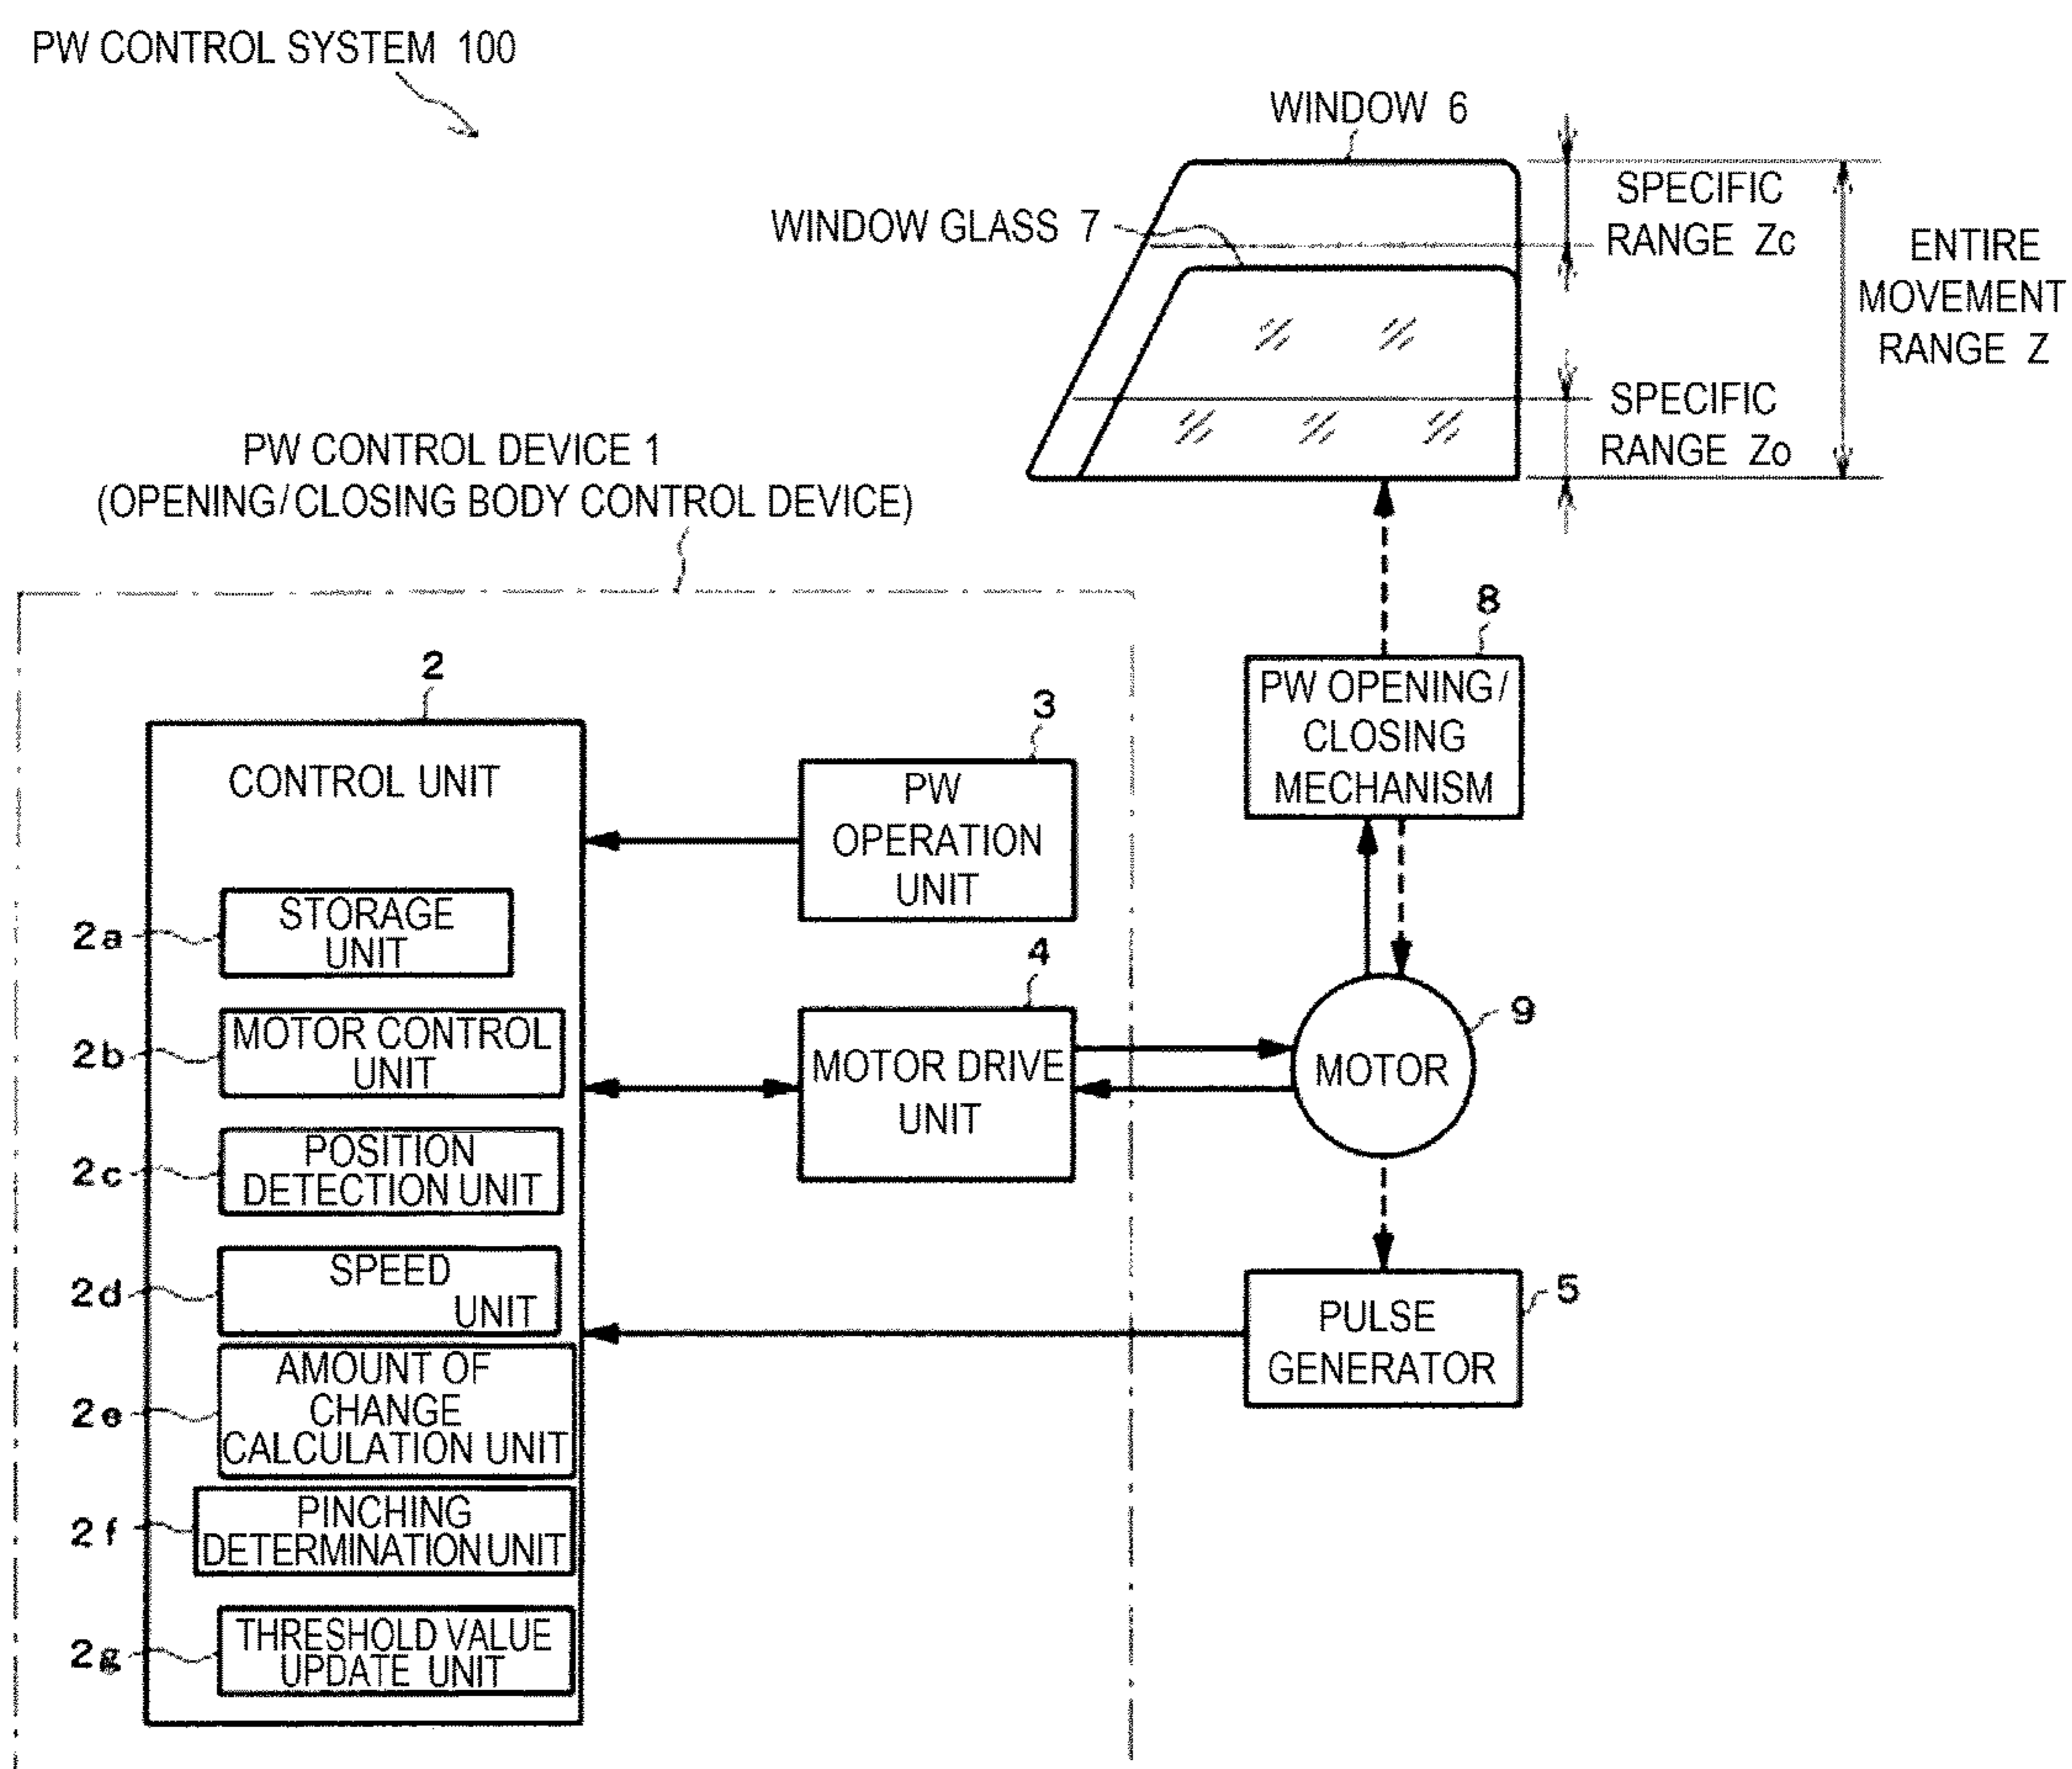 PW CONTROL SYSTEM 100
WINDOW 6
WINDOW GLASS 7
SPECIFIC
RANGE Zc
ENTIRE
MOVEMENT
RANGE Z
SPECIFIC
RANGE Zo
PW CONTROL DEVICE 1
(OPENING/CLOSING BODY CONTROL DEVICE)
8
PW OPENING/
CLOSING
MECHANISM
2
CONTROL UNIT
3
PW
OPERATION
UNIT
2a
STORAGE
UNIT
4
MOTOR DRIVE
UNIT
9
MOTOR
2b
MOTOR CONTROL
UNIT
2c
POSITION
DETECTION UNIT
2d
SPEED
UNIT
5
PULSE
GENERATOR
2e
AMOUNT OF
CHANGE
CALCULATION UNIT
2f
PINCHING
DETERMINATION UNIT
2g
THRESHOLD VALUE
UPDATE UNIT